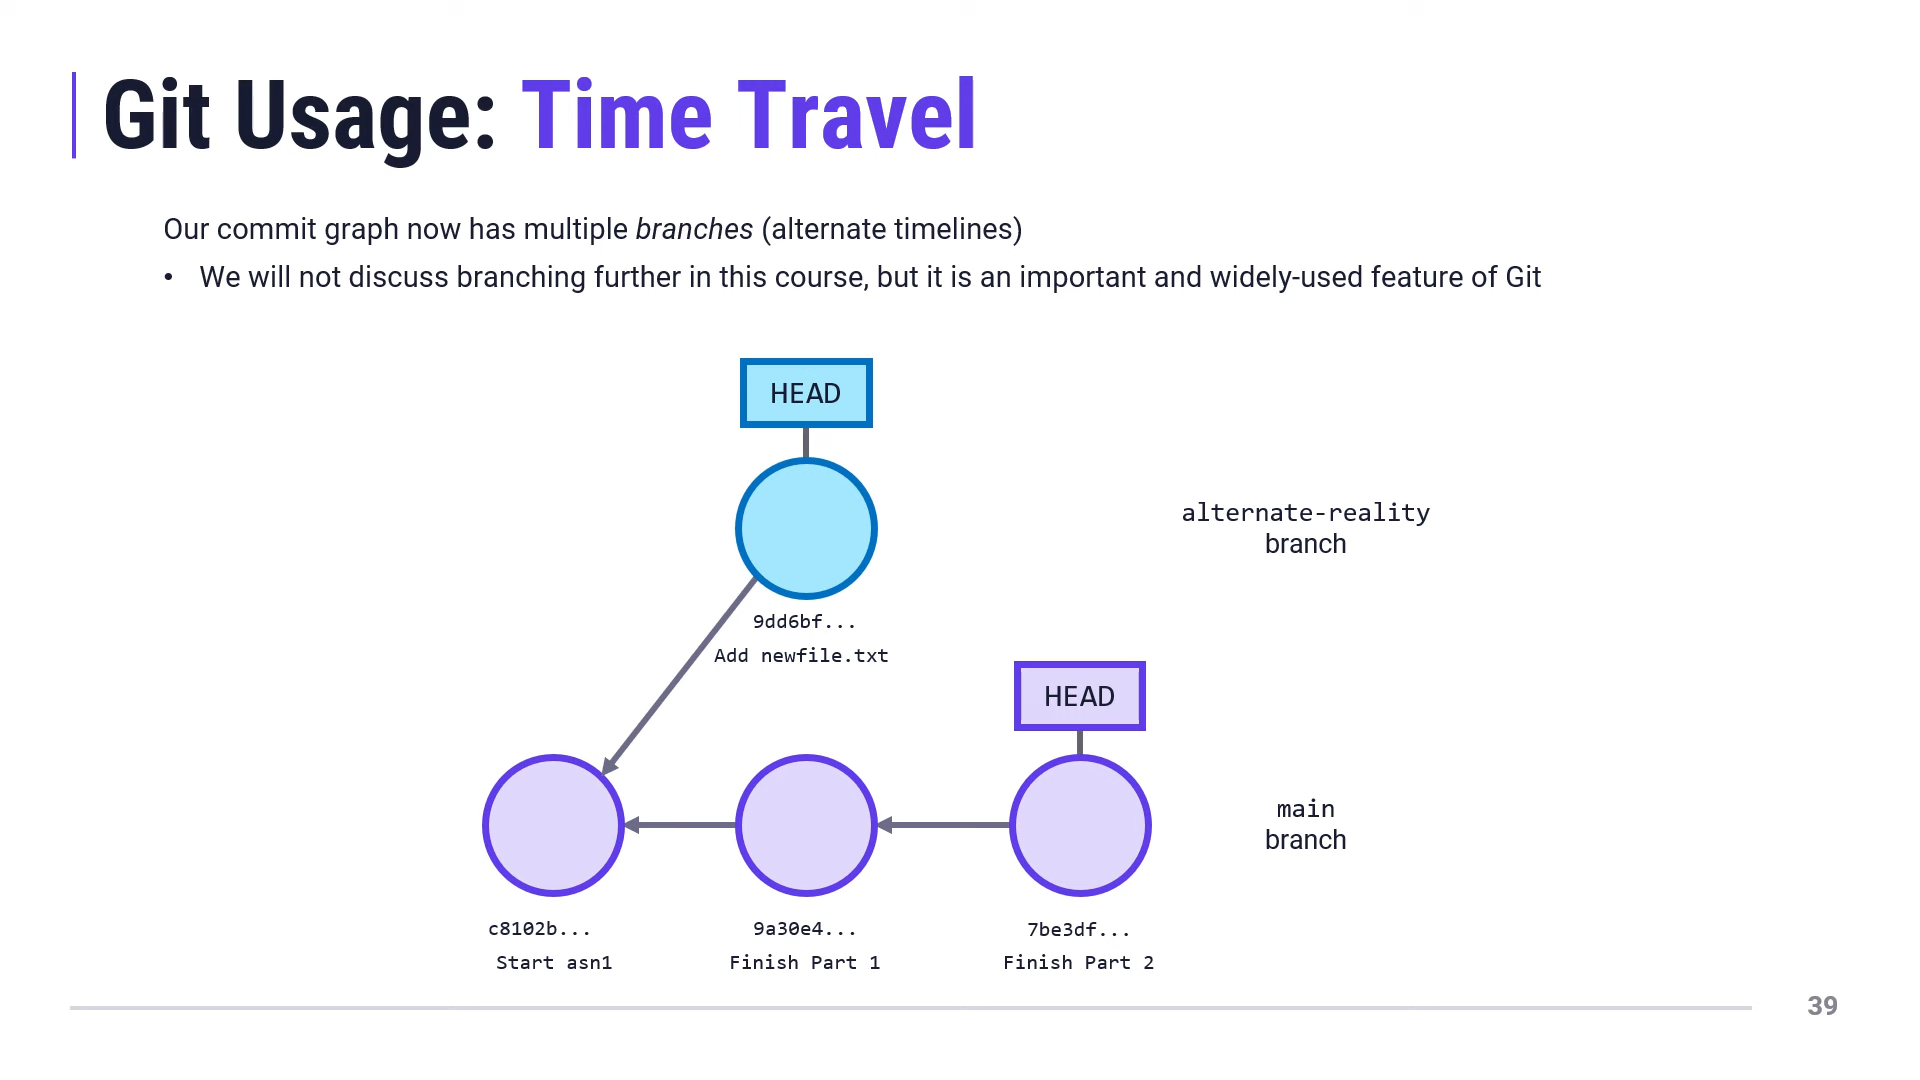 Git Usage: Time Travel
Our commit graph now has multiple branches (alternate timelines)
• We will not discuss branching further in this course, but it is an important and widely-used feature of Git
HEAD
alternate-reality
branch
9dd6bf...
Add newfile.txt
HEAD
main
branch
c8102b...
Start asn1
9a30e4...
Finish Part 1
7be3df...
Finish Part 2
39